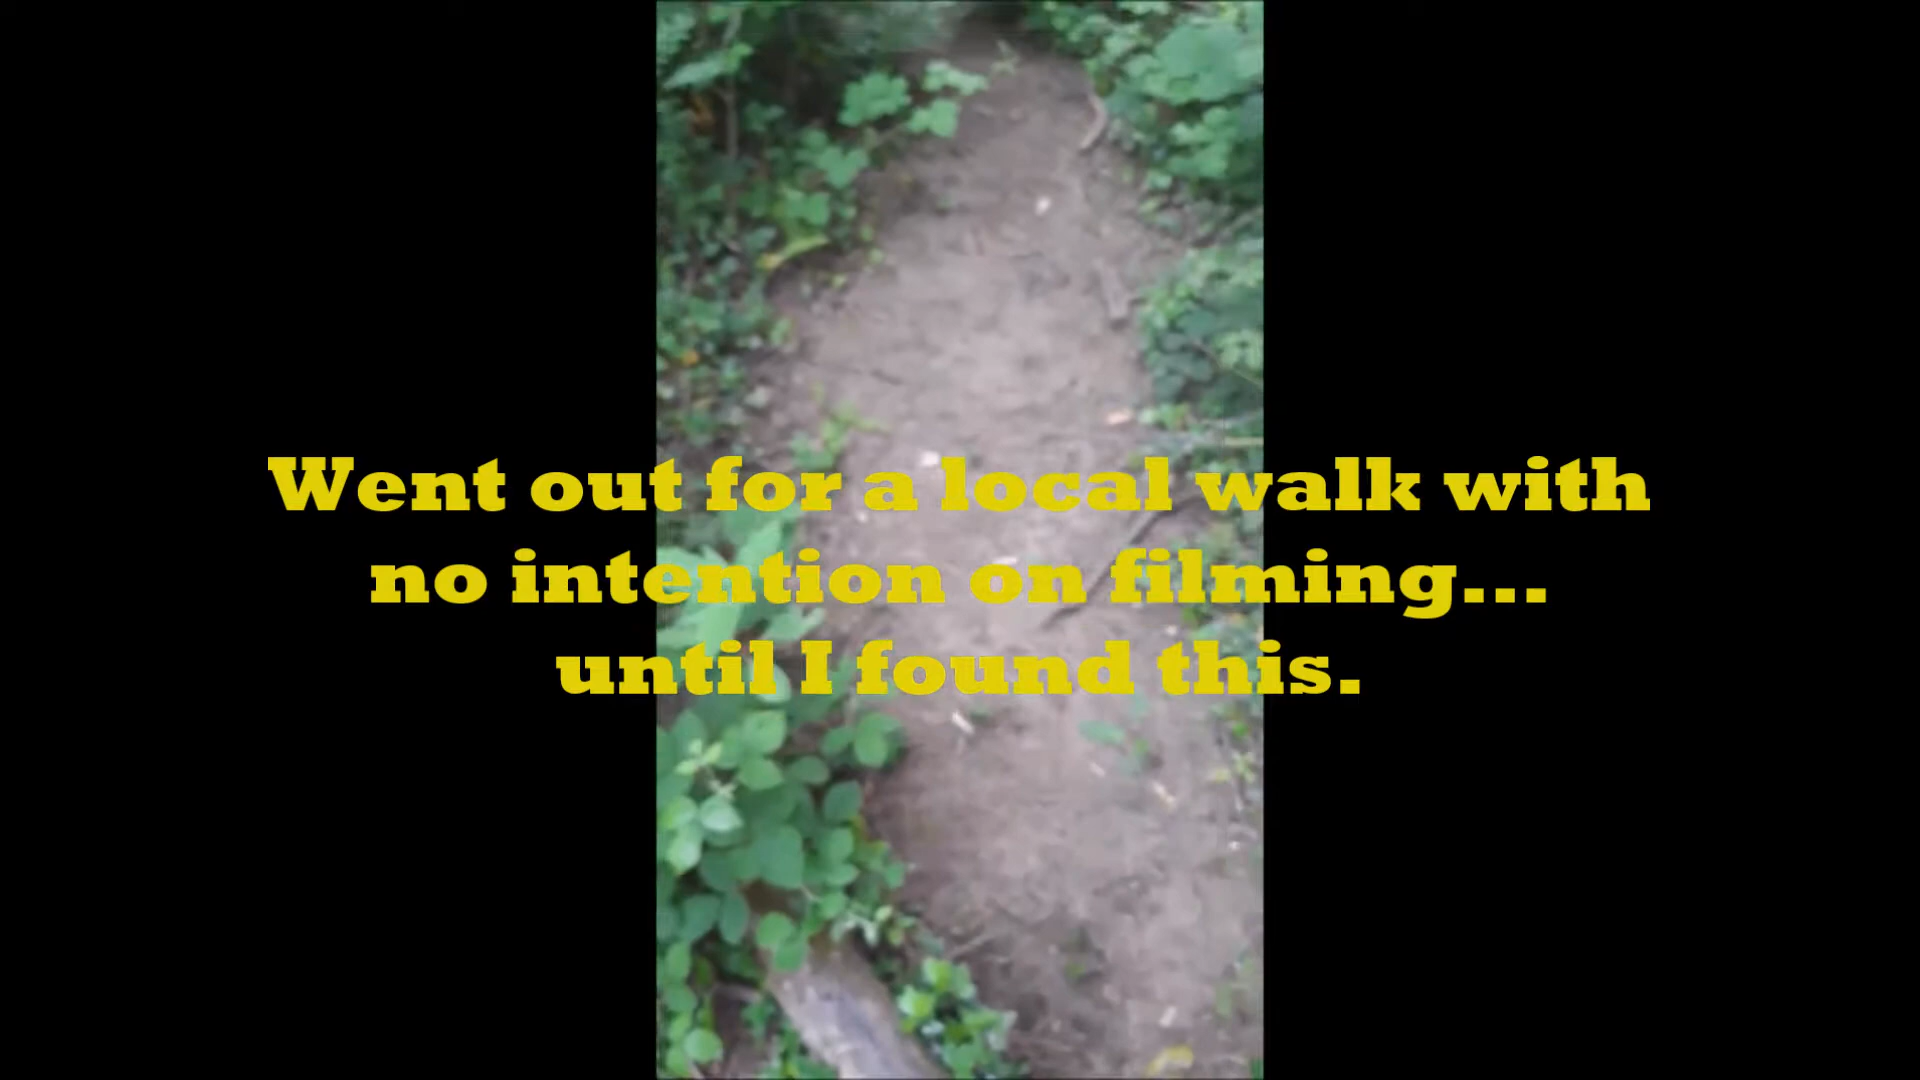 Went out for a local walk with
no intention on filming...
until I found this.